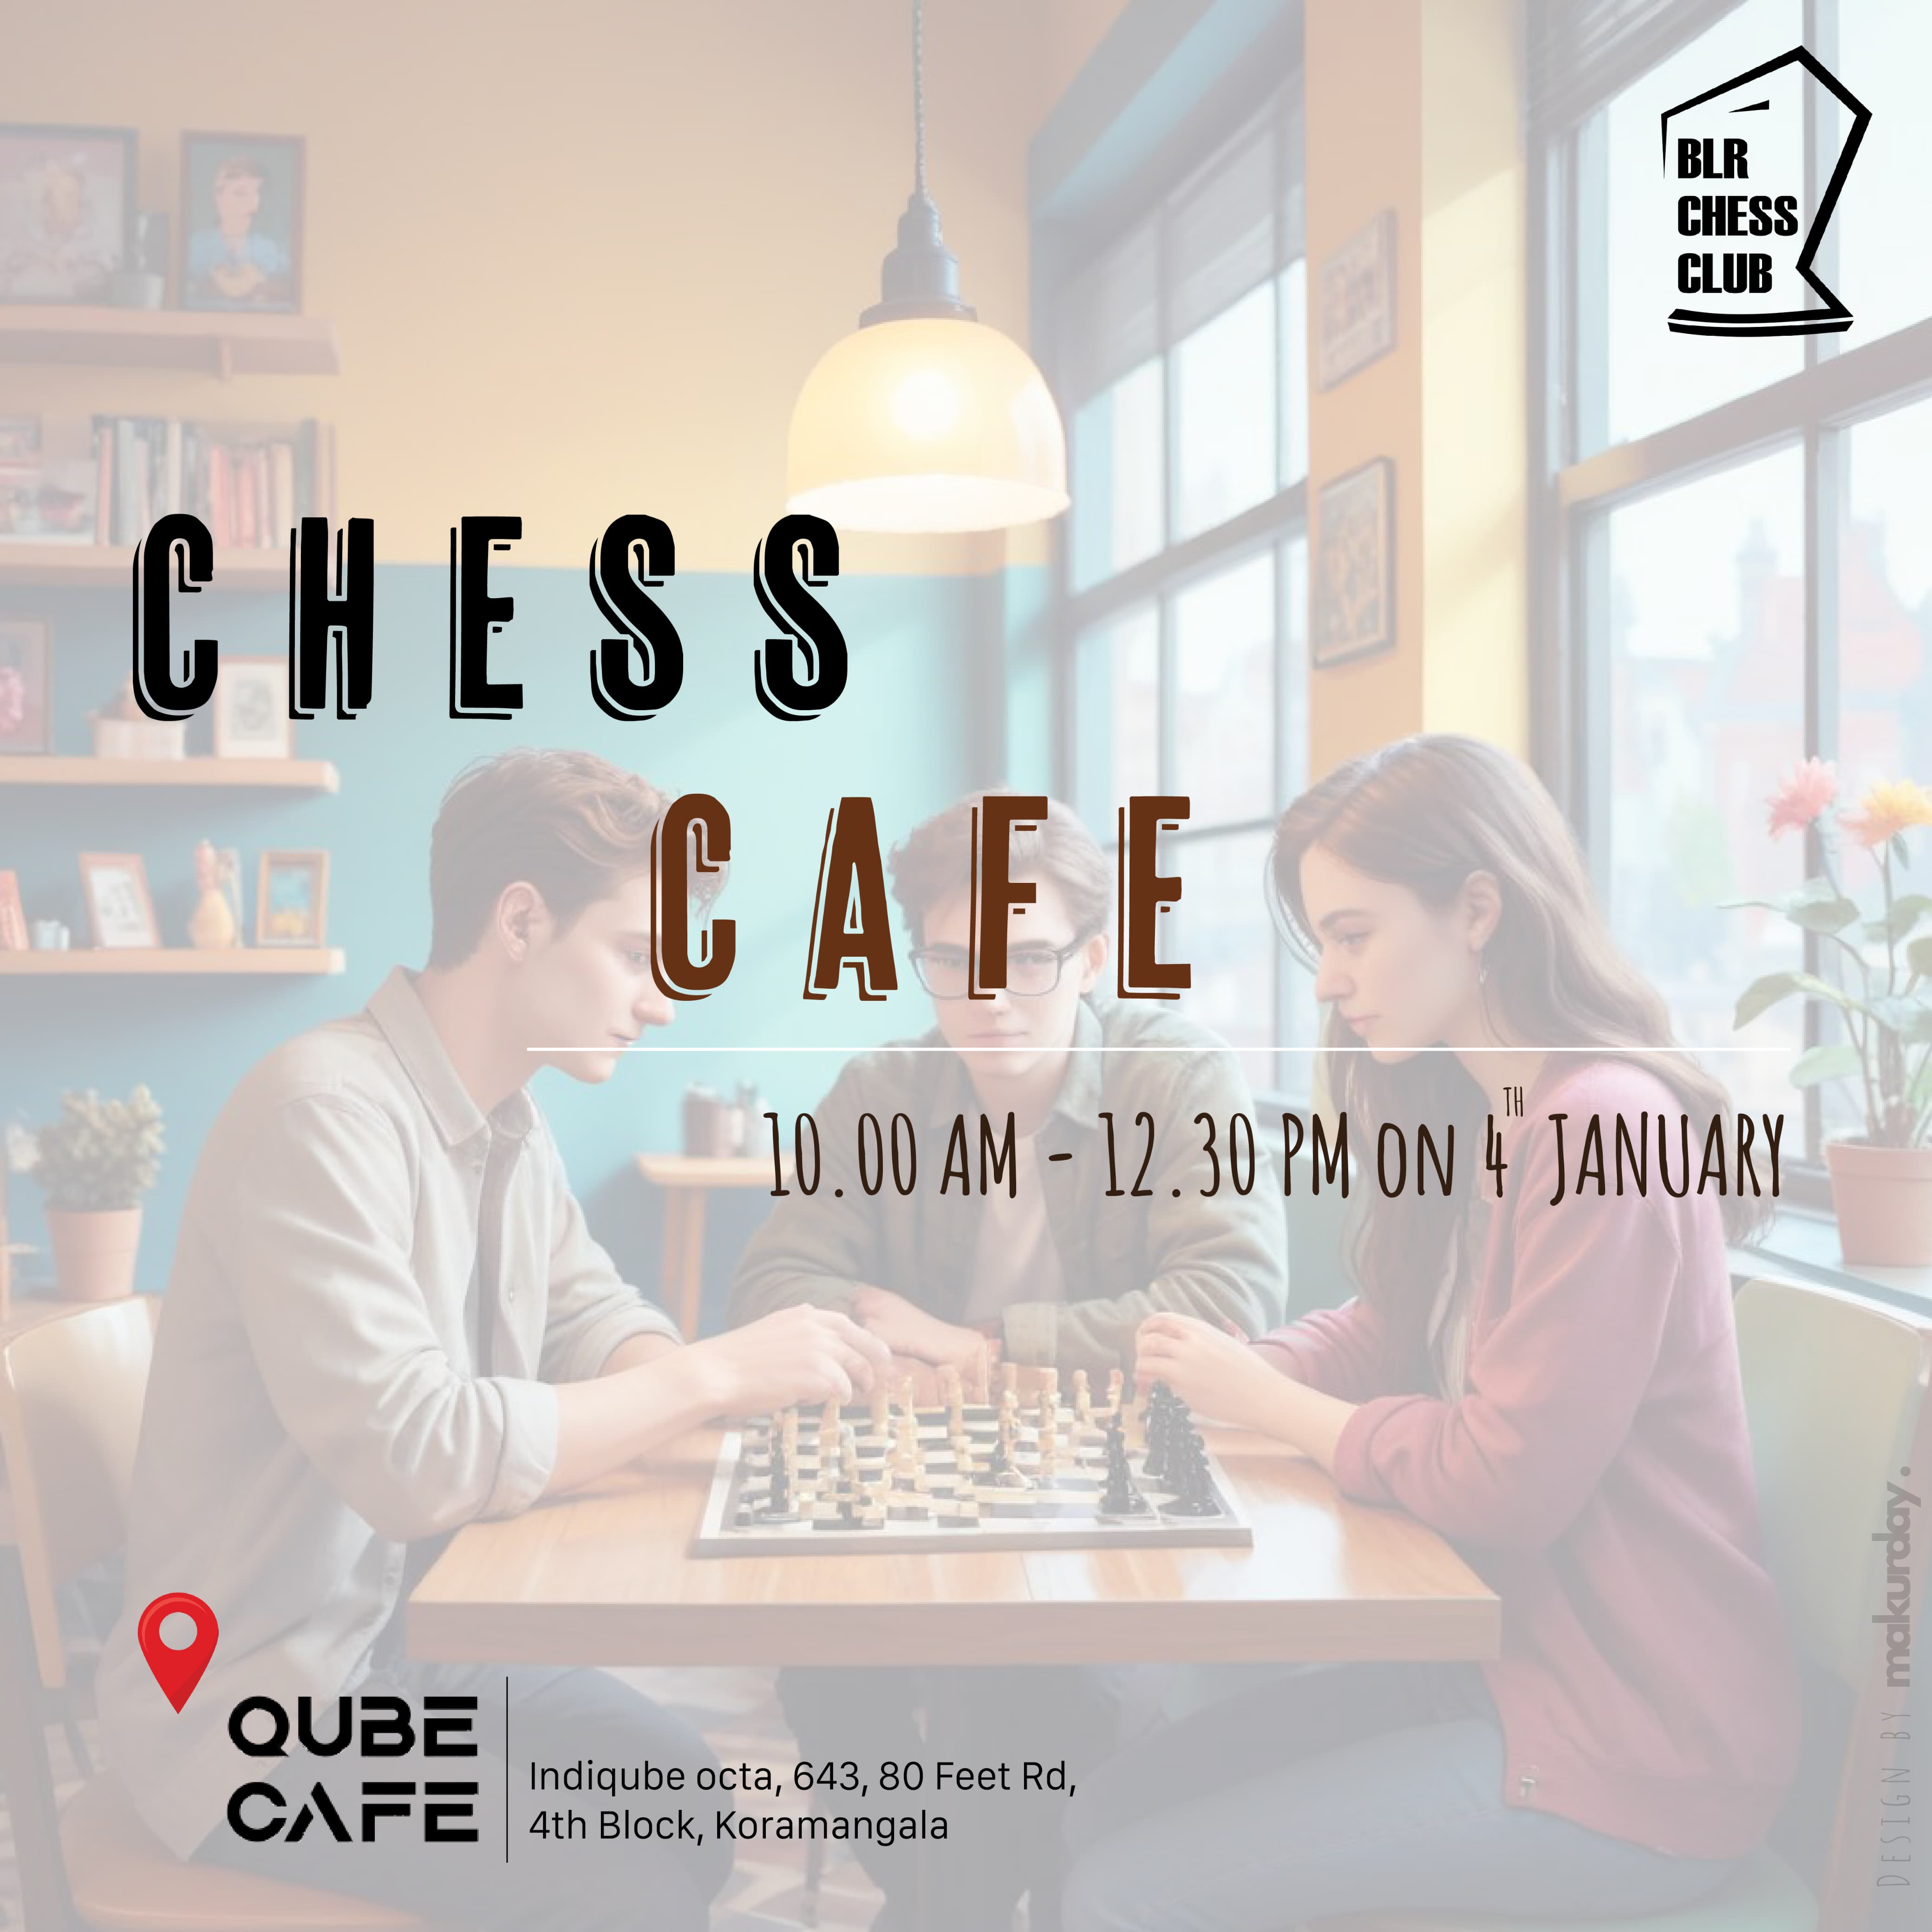 BLR
CHESS
CLUB
CHESS
CAFE
10.00 AM - 12.30 PM ON 4TH JANUARY
QUBE
CAFE
Indiqube octa, 643, 80 Feet Rd,
4th Block, Koramangala
DESIGN BY makurday.